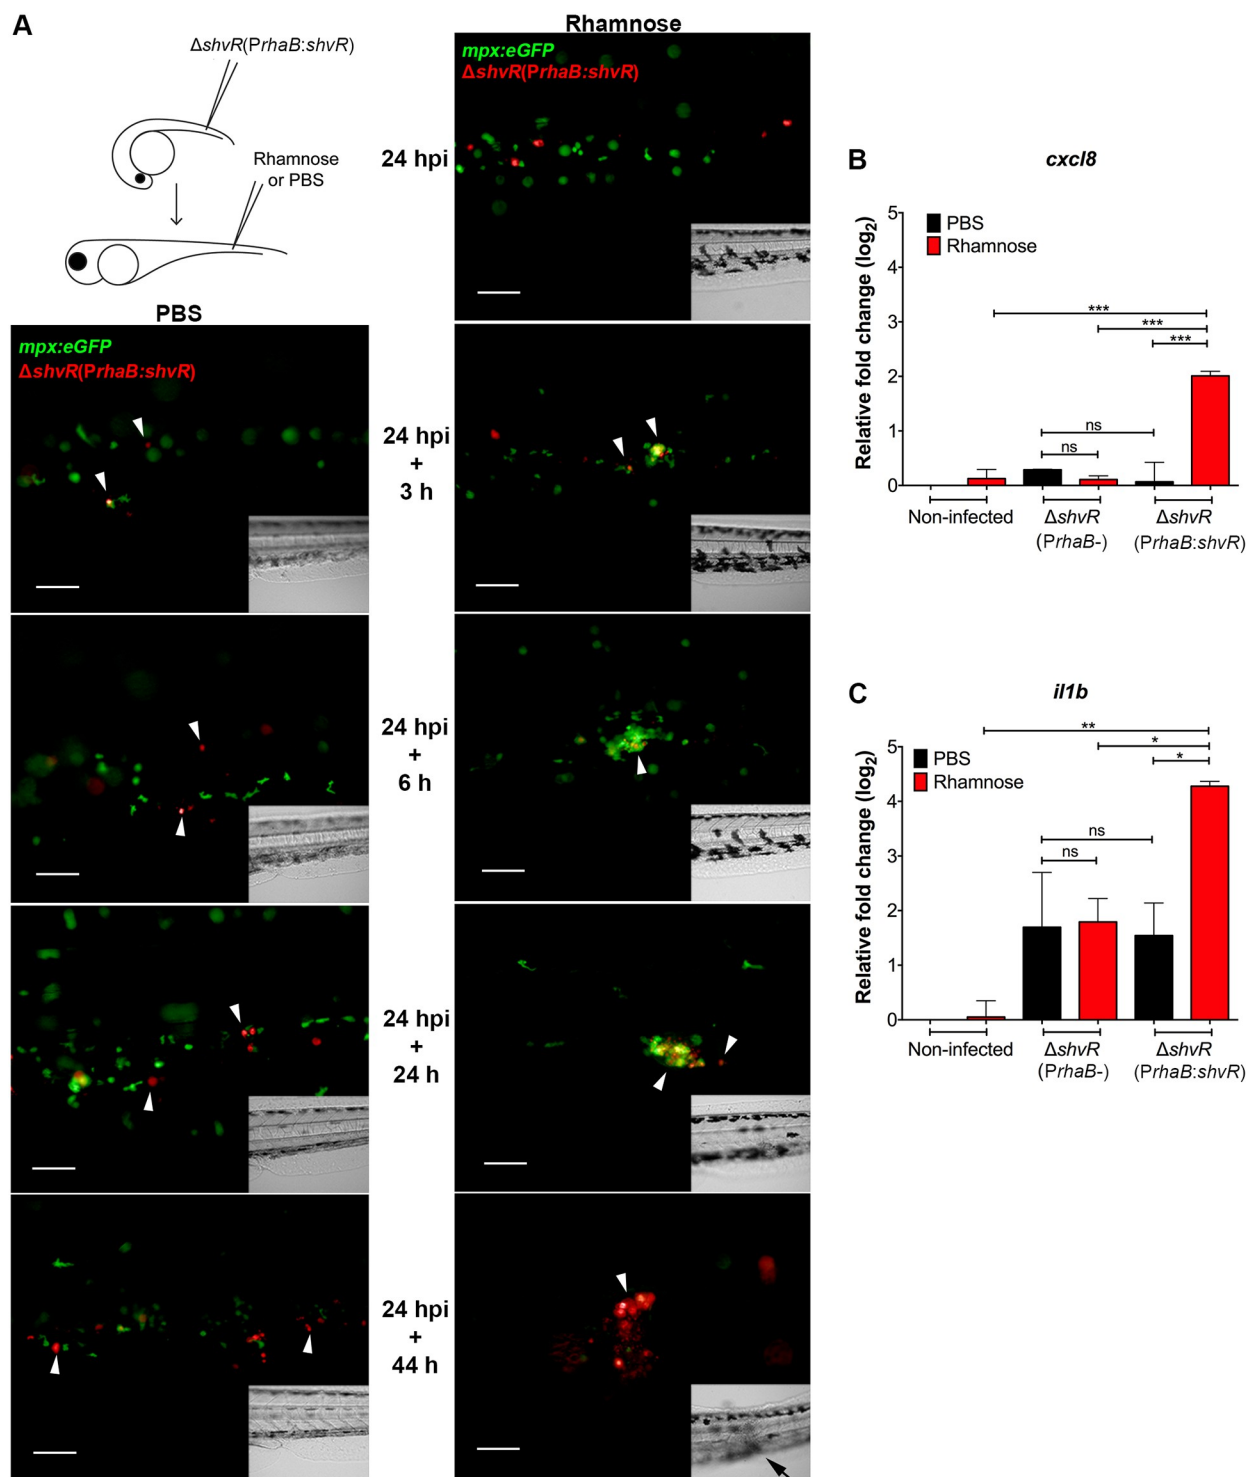 A
ΔshvR(PrhaB:shvR)
Rhamnose
or PBS
PBS
mpx:eGFP
ΔshvR(PrhaB:shvR)
Rhamnose
mpx:eGFP
ΔshvR(PrhaB:shvR)
24 hpi
24 hpi
+
3 h
24 hpi
+
6 h
24 hpi
+
24 h
24 hpi
+
44 h
B
cxcl8
Relative fold change (log2)
5
4
3
2
1
0
PBS
Rhamnose
***
***
***
ns
ns
Non-infected
ΔshvR
(PrhaB-)
ΔshvR
(PrhaB:shvR)
C
il1b
Relative fold change (log2)
5
4
3
2
1
0
PBS
Rhamnose
**
*
*
ns
ns
Non-infected
ΔshvR
(PrhaB-)
ΔshvR
(PrhaB:shvR)